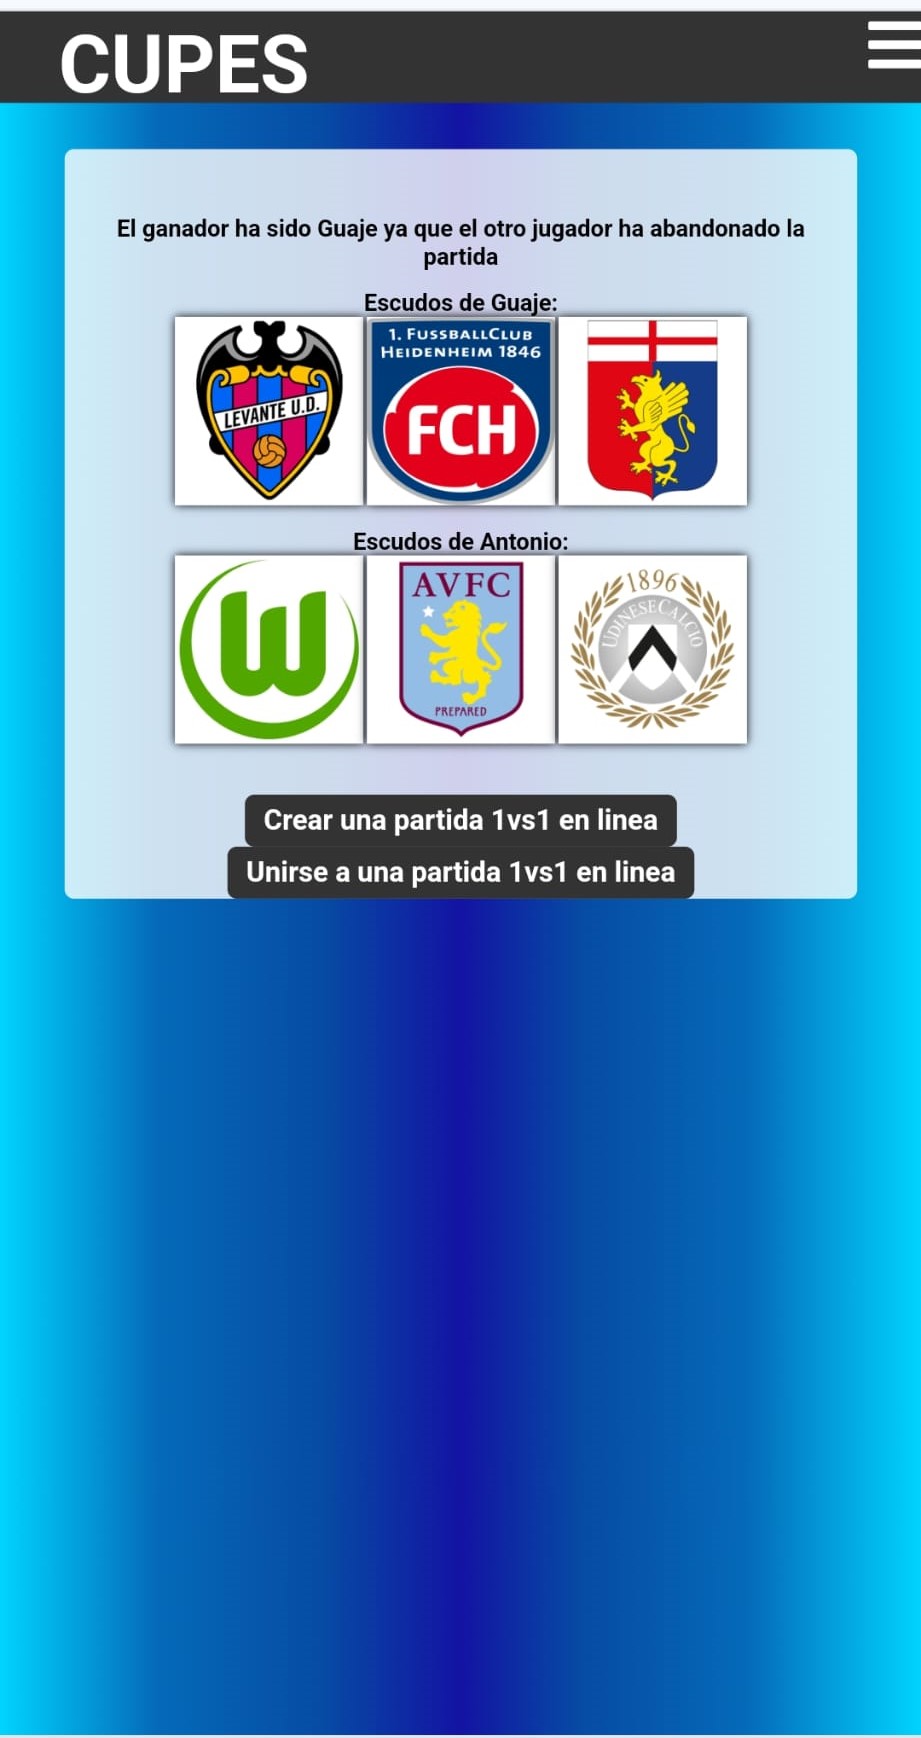 CUPES
El ganador ha sido Guaje ya que el otro jugador ha abandonado la
partida
Escudos de Guaje:
LEVANTE U.D.
1. FUSSBALLCLUB
HEIDENHEIM 1846
FCH
Escudos de Antonio:
W
AVFC
PREPARED
1896
UDINESE CALCIO
Crear una partida 1vs1 en linea
Unirse a una partida 1vs1 en linea